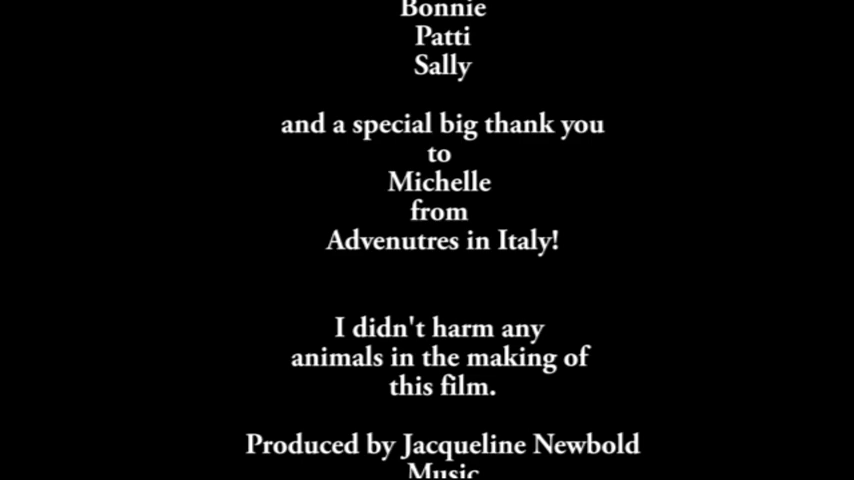 Bonnie
Patti
Sally
and a special big thank you
to
Michelle
from
Advenutres in Italy!
I didn't harm any
animals in the making of
this film.
Produced by Jacqueline Newbold
Music